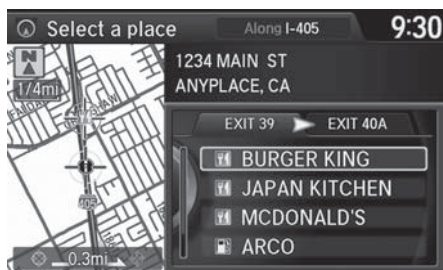 Select a place
Along I-405
9:30
N
1/4mi
1234 MAIN ST
ANYPLACE, CA
EXIT 39
EXIT 40A
BURGER KING
JAPAN KITCHEN
MCDONALD'S
ARCO
405
0.3mi